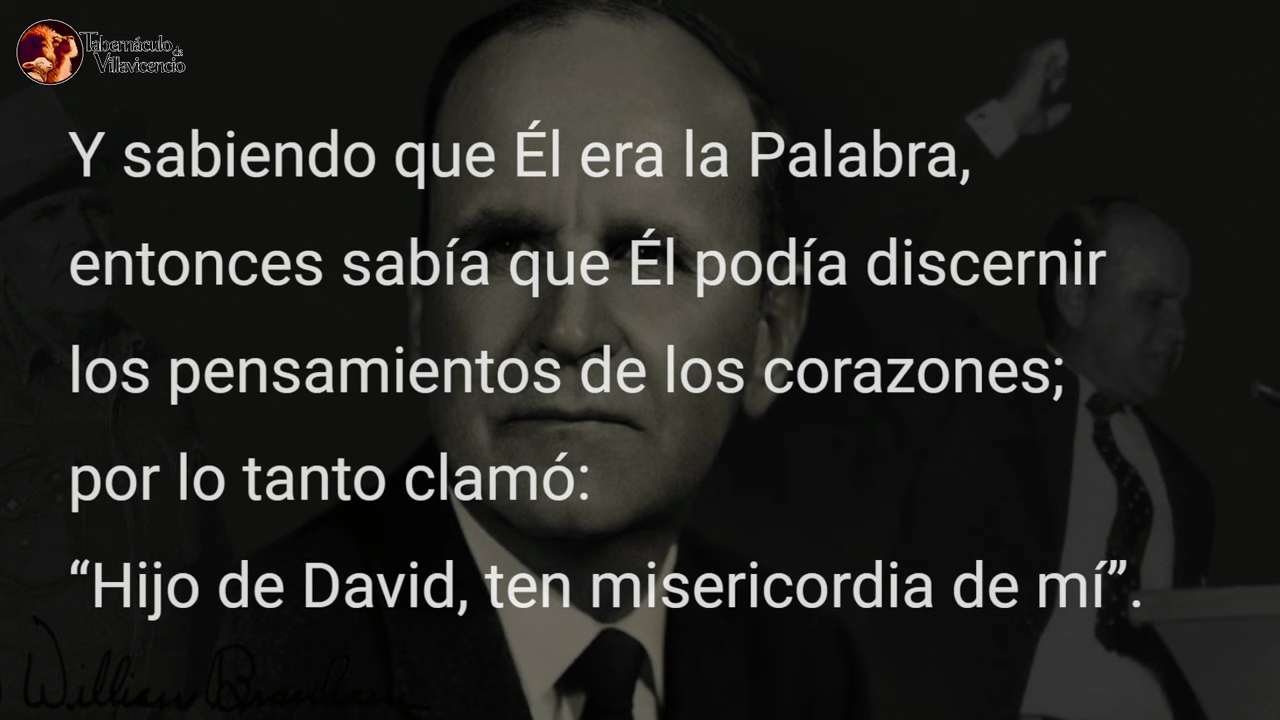 Tabernáculo de
Villavicencio
Y sabiendo que Él era la Palabra,
entonces sabía que Él podía discernir
los pensamientos de los corazones;
por lo tanto clamó:
“Hijo de David, ten misericordia de mí”.
William Branham